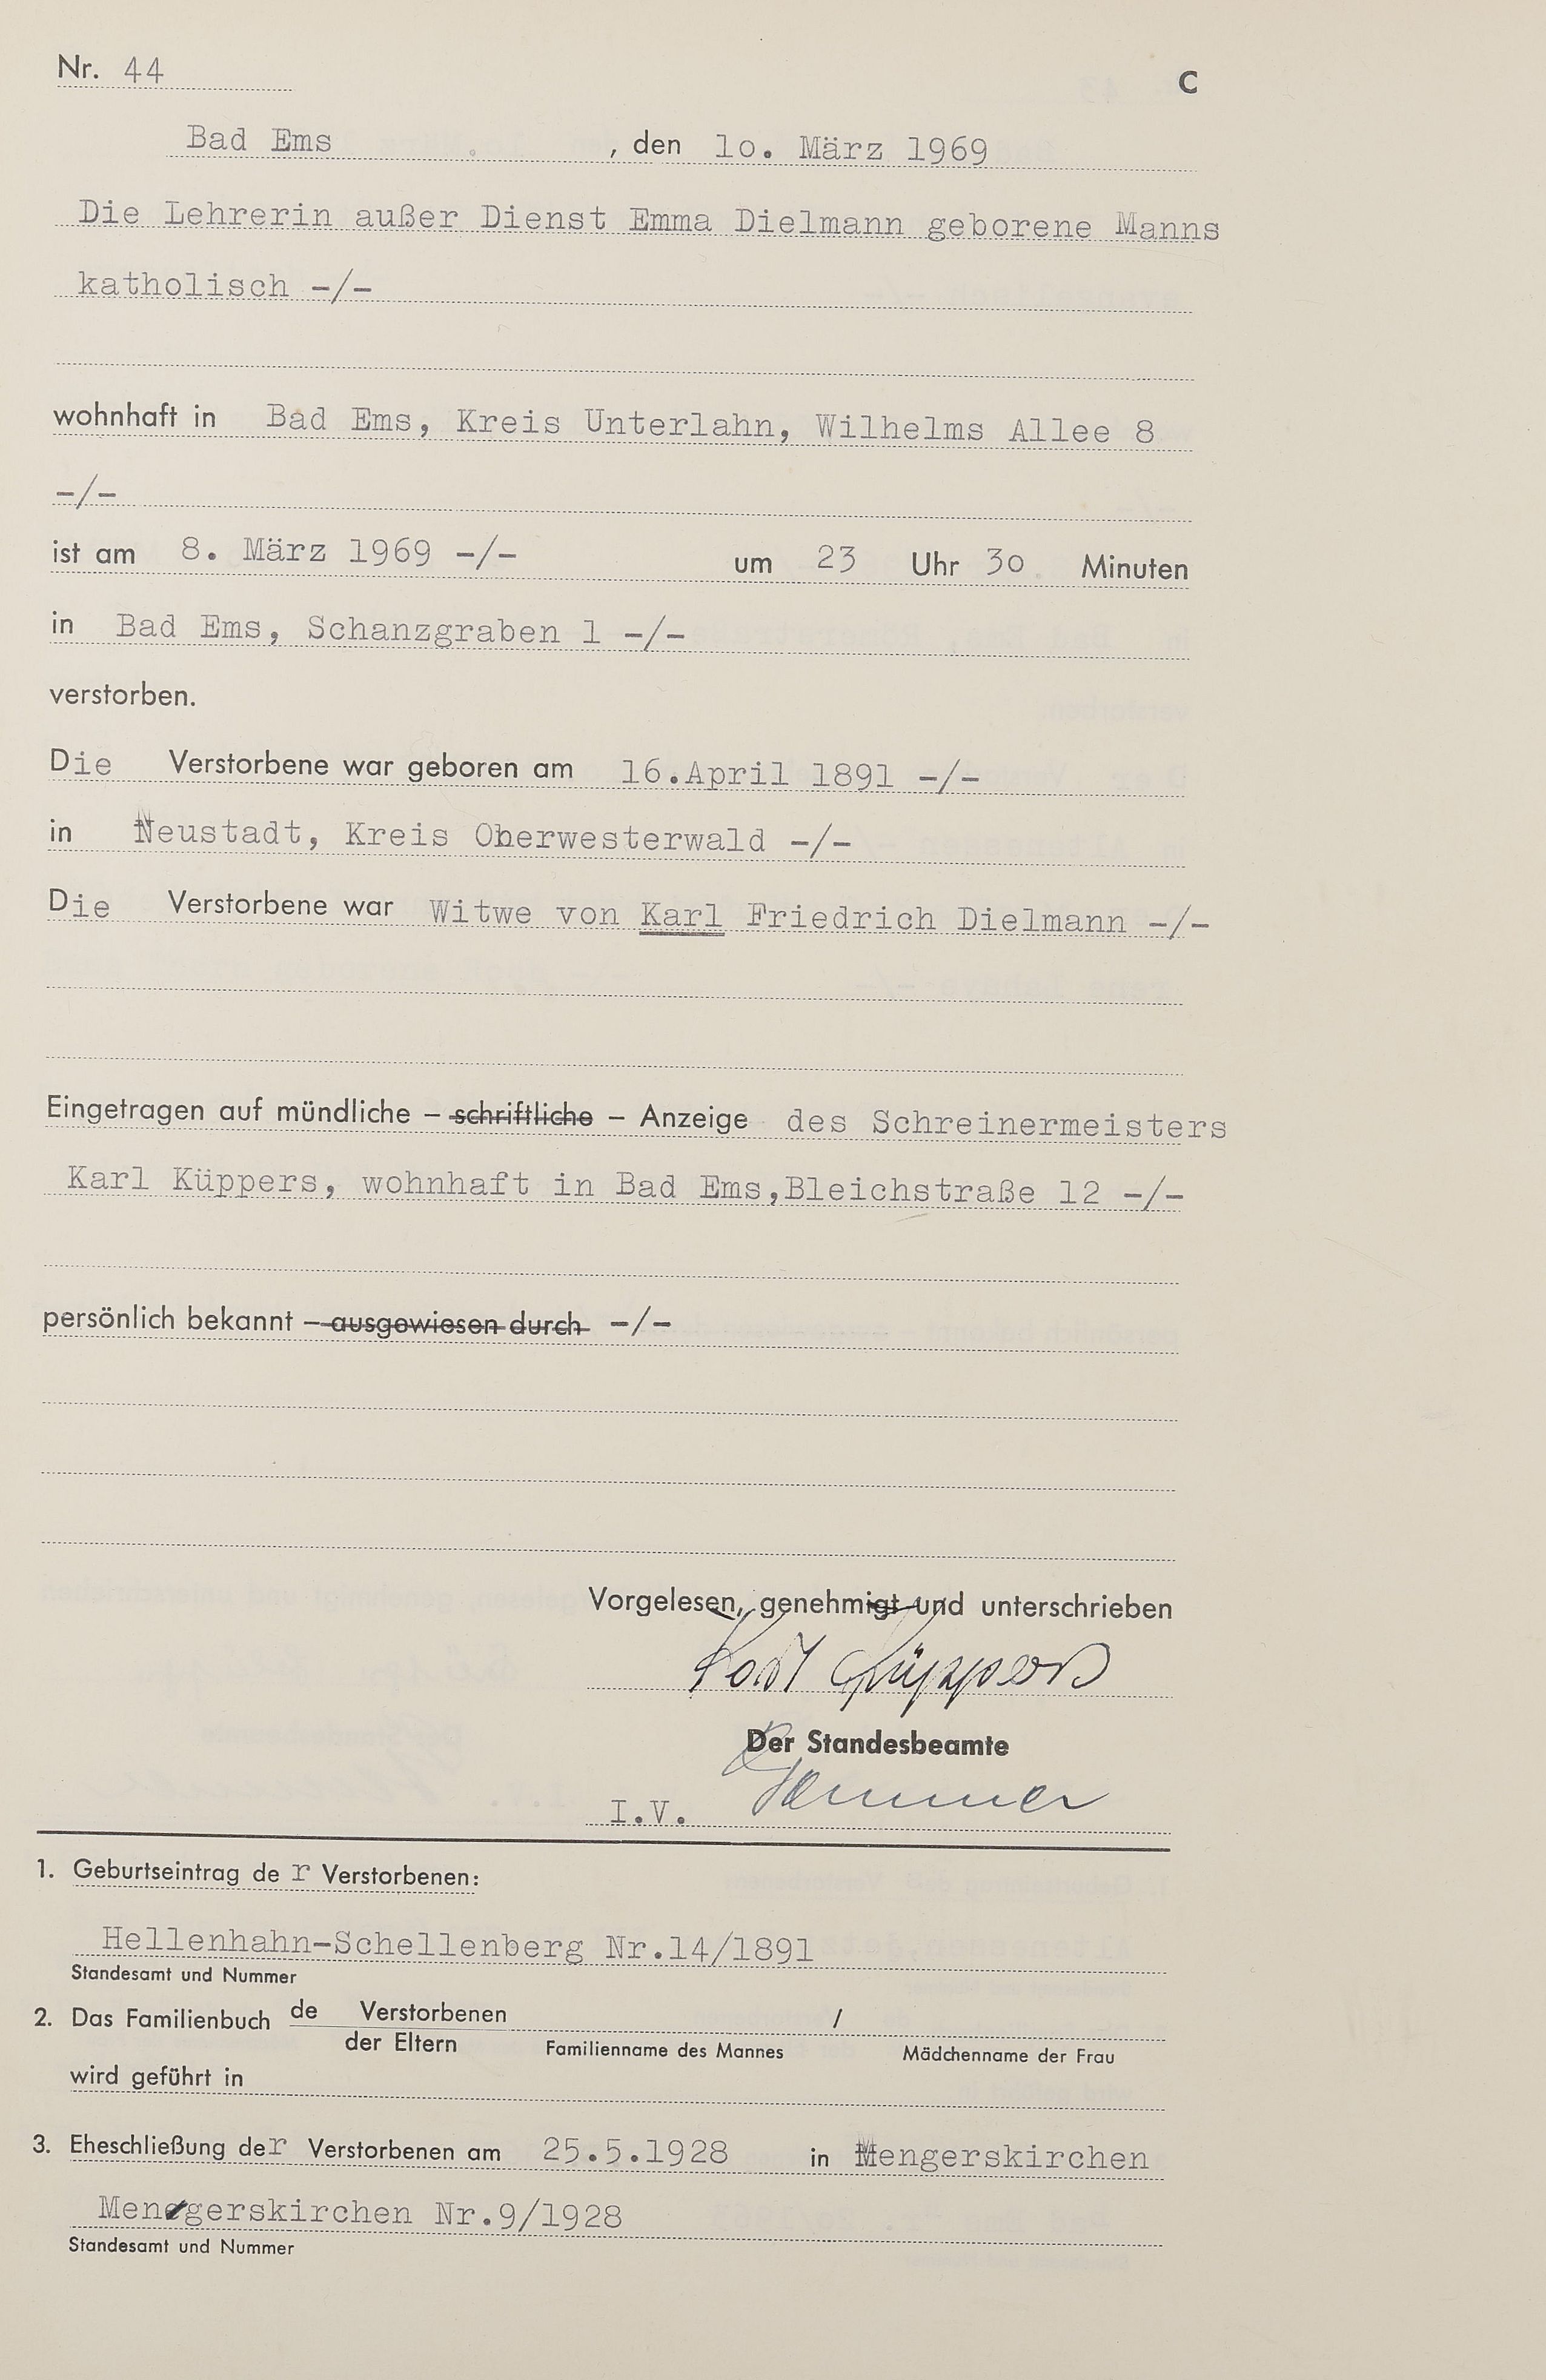 Nr. 44
C
Bad Ems , den 10. März 1969
Die Lehrerin außer Dienst Emma Dielmann geborene Manns
katholisch -/-
wohnhaft in Bad Ems, Kreis Unterlahn, Wilhelms Allee 8
-/-
ist am 8. März 1969 -/- um 23 Uhr 30 Minuten
in Bad Ems, Schanzgraben 1 -/-
verstorben.
Die Verstorbene war geboren am 16.April 1891 -/-
in Neustadt, Kreis Oberwesterwald -/-
Die Verstorbene war Witwe von Karl Friedrich Dielmann -/-
Eingetragen auf mündliche – schriftliche – Anzeige des Schreinermeisters
Karl Küppers, wohnhaft in Bad Ems,Bleichstraße 12 -/-
persönlich bekannt – ausgewiesen durch -/-
Vorgelesen, genehmigt und unterschrieben
Karl Küppers
Der Standesbeamte
I.V.
1. Geburtseintrag der Verstorbenen:
Hellenhahn-Schellenberg Nr.14/1891
Standesamt und Nummer
2. Das Familienbuch de Verstorbenen /
der Eltern Familienname des Mannes Mädchenname der Frau
wird geführt in
3. Eheschließung der Verstorbenen am 25.5.1928 in Mengerskirchen
Mengerskirchen Nr.9/1928
Standesamt und Nummer